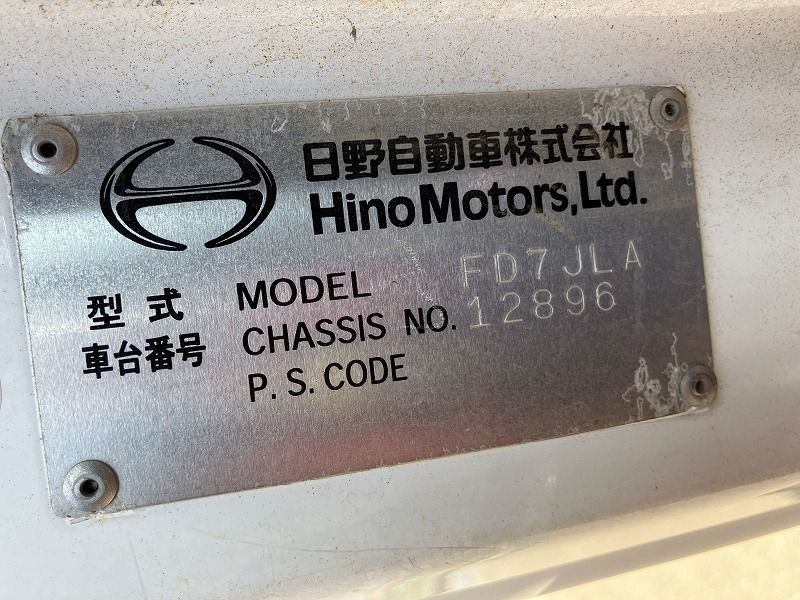 日野自動車株式会社
Hino Motors, Ltd.
型式 MODEL FD7JLA
車台番号 CHASSIS NO. 12896
P. S. CODE